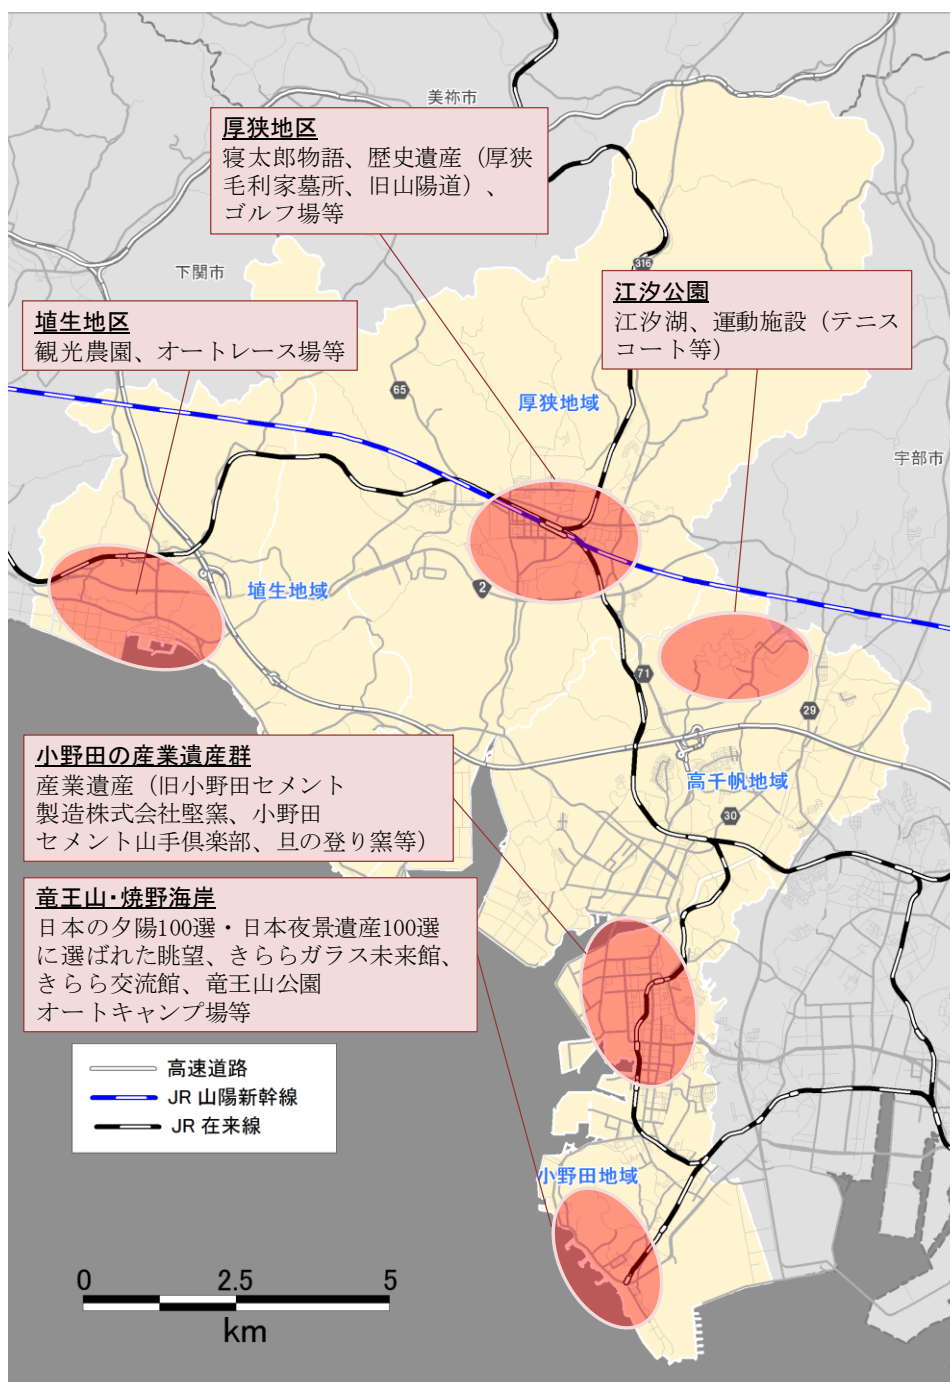 美祢市
厚狭地区
寝太郎物語、歴史遺産（厚狭
毛利家墓所、旧山陽道）、
ゴルフ場等
下関市
316
江汐公園
江汐湖、運動施設（テニス
コート等）
埴生地区
観光農園、オートレース場等
65
厚狭地域
宇部市
2
埴生地域
71
29
小野田の産業遺産群
産業遺産（旧小野田セメント
製造株式会社竪窯、小野田
セメント山手倶楽部、旦の登り窯等）
高千帆地域
30
竜王山・焼野海岸
日本の夕陽100選・日本夜景遺産100選
に選ばれた眺望、きららガラス未来館、
きらら交流館、竜王山公園
オートキャンプ場等
高速道路
JR 山陽新幹線
JR 在来線
小野田地域
0 2.5 5
km